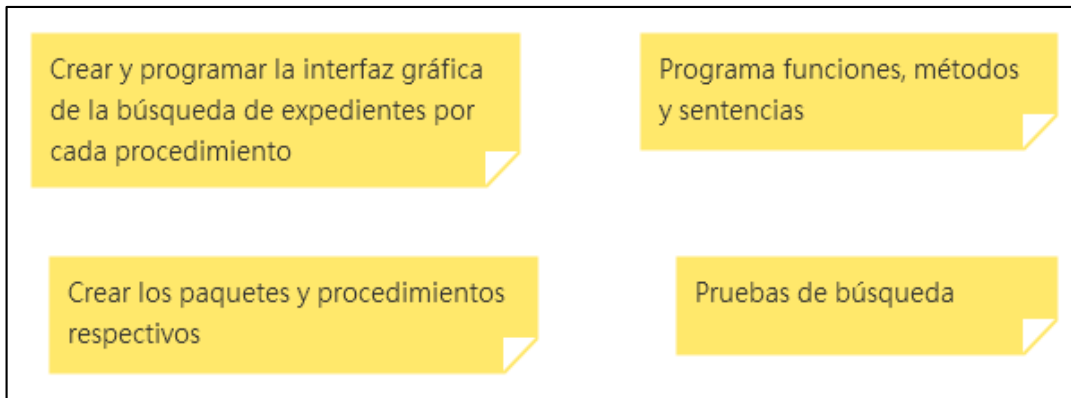 Crear y programar la interfaz gráfica
de la búsqueda de expedientes por
cada procedimiento
Programa funciones, métodos
y sentencias
Crear los paquetes y procedimientos
respectivos
Pruebas de búsqueda